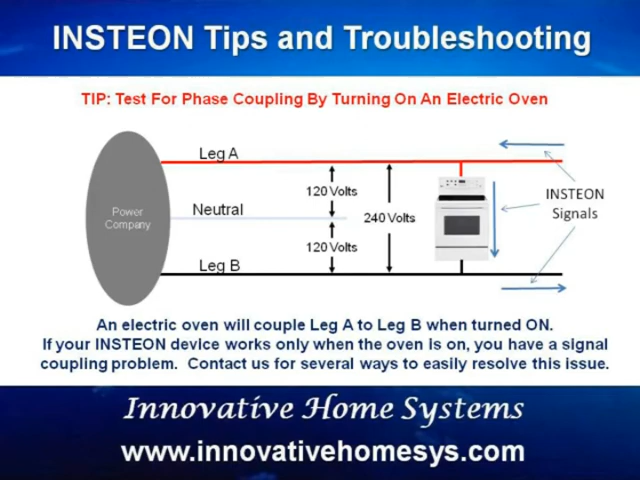 INSTEON Tips and Troubleshooting
TIP: Test For Phase Coupling By Turning On An Electric Oven
Leg A
120 Volts
INSTEON
Signals
Power
Company
Neutral
240 Volts
120 Volts
Leg B
An electric oven will couple Leg A to Leg B when turned ON.
If your INSTEON device works only when the oven is on, you have a signal
coupling problem.  Contact us for several ways to easily resolve this issue.
Innovative Home Systems
www.innovativehomesys.com